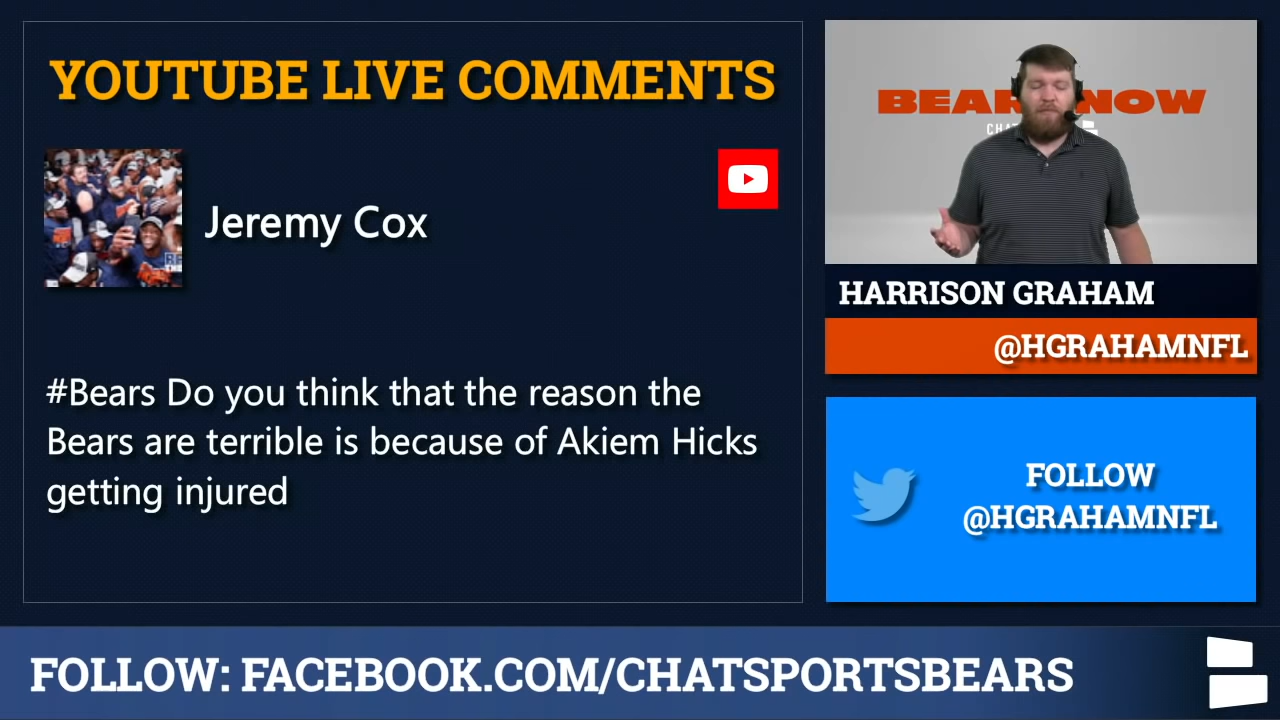 YOUTUBE LIVE COMMENTS
Jeremy Cox
#Bears Do you think that the reason the
Bears are terrible is because of Akiem Hicks
getting injured
HARRISON GRAHAM
@HGRAHAMNFL
FOLLOW
@HGRAHAMNFL
FOLLOW: FACEBOOK.COM/CHATSPORTSBEARS